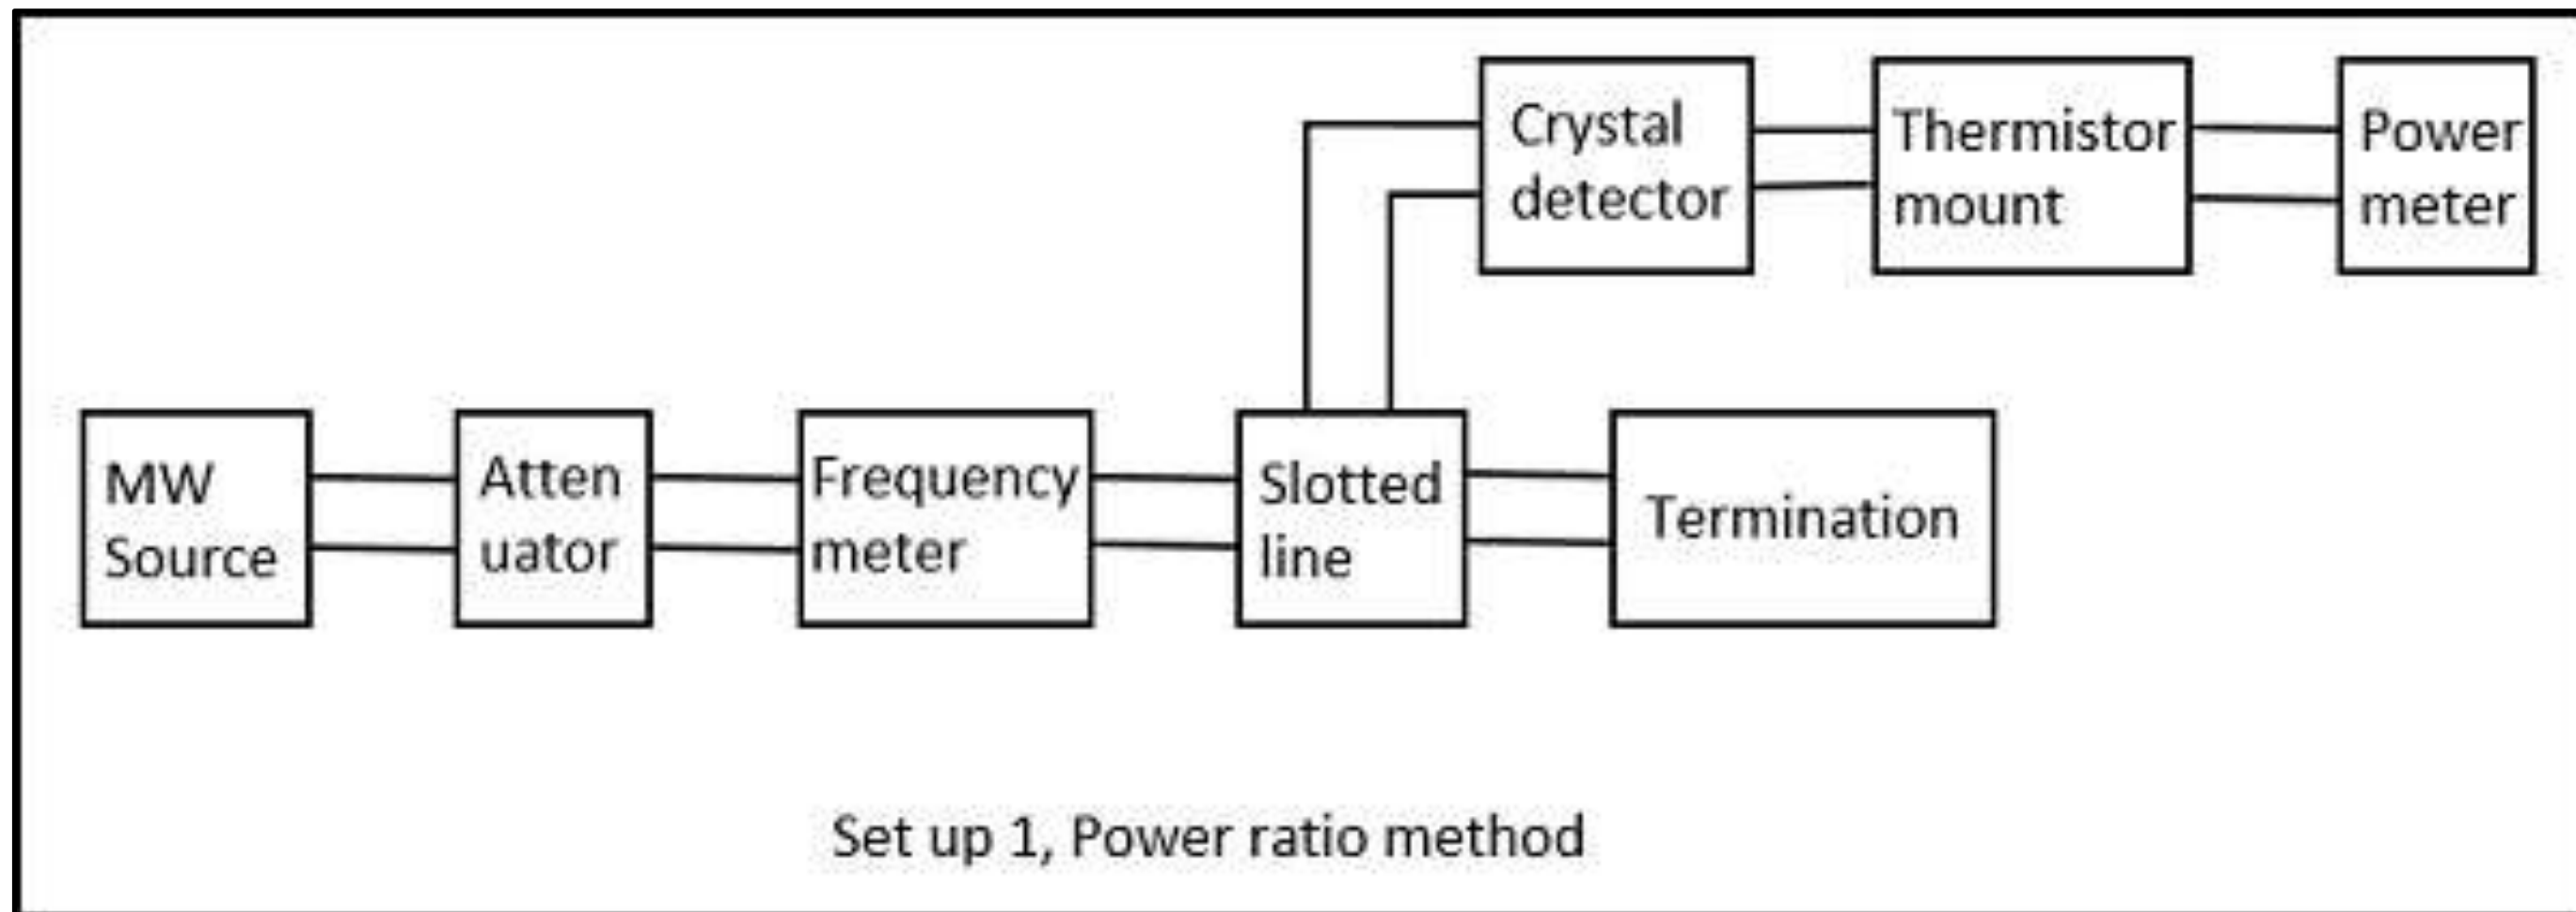 Crystal
detector
Thermistor
mount
Power
meter
MW
Source
Atten
uator
Frequency
meter
Slotted
line
Termination
Set up 1, Power ratio method